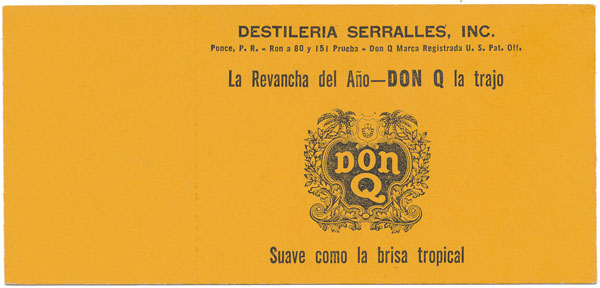 DESTILERIA SERRALLES, INC.
Ponce, P. R. - Ron a 80 y 151 Prueba - Don Q Marca Registrada U. S. Pat. Off.
La Revancha del Año—DON Q la trajo
DON
Q
Suave como la brisa tropical